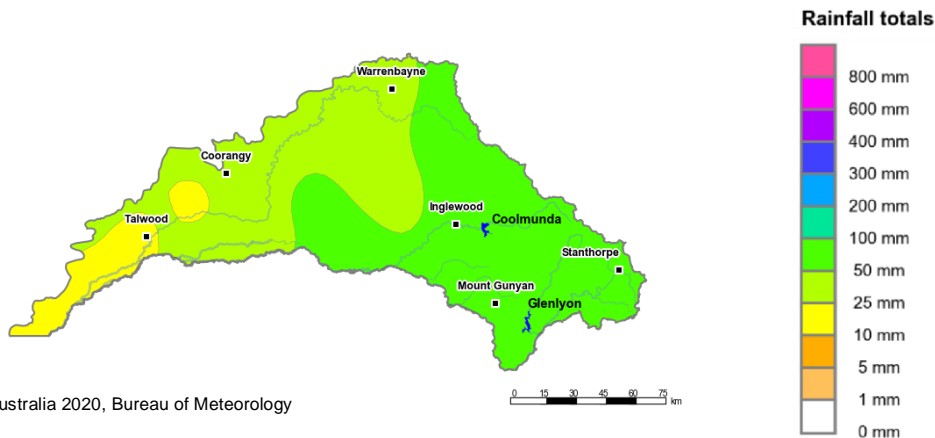 Rainfall totals
800 mm
600 mm
400 mm
300 mm
200 mm
100 mm
50 mm
25 mm
10 mm
5 mm
1 mm
0 mm
Warrenbayne
Coorangy
Talwood
Inglewood
Coolmunda
Stanthorpe
Mount Gunyan
Glenlyon
0 15 30 45 60 75
km
ustralia 2020, Bureau of Meteorology